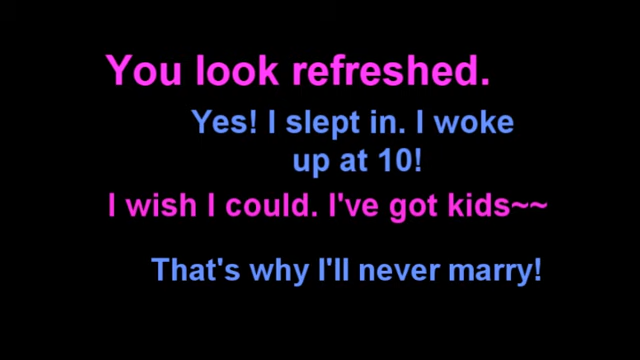 You look refreshed.
Yes! I slept in. I woke
up at 10!
I wish I could. I've got kids~~
That's why I'll never marry!